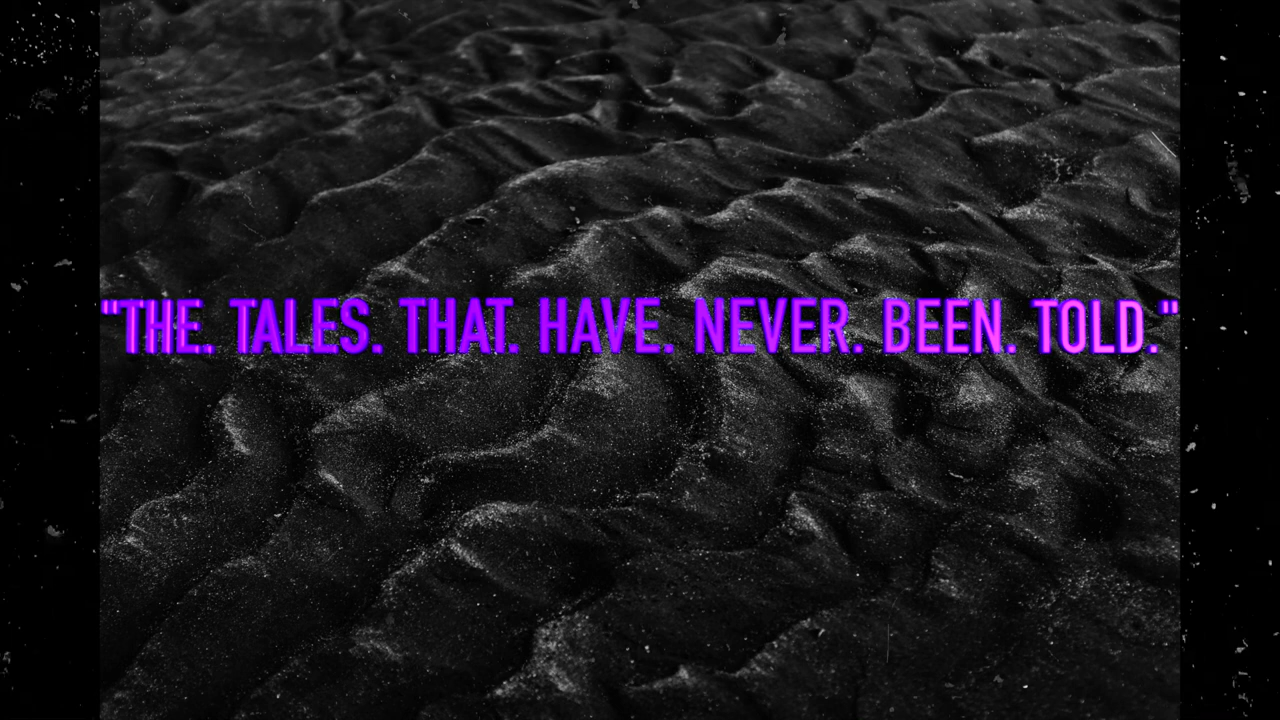 "THE. TALES. THAT. HAVE. NEVER. BEEN. TOLD."